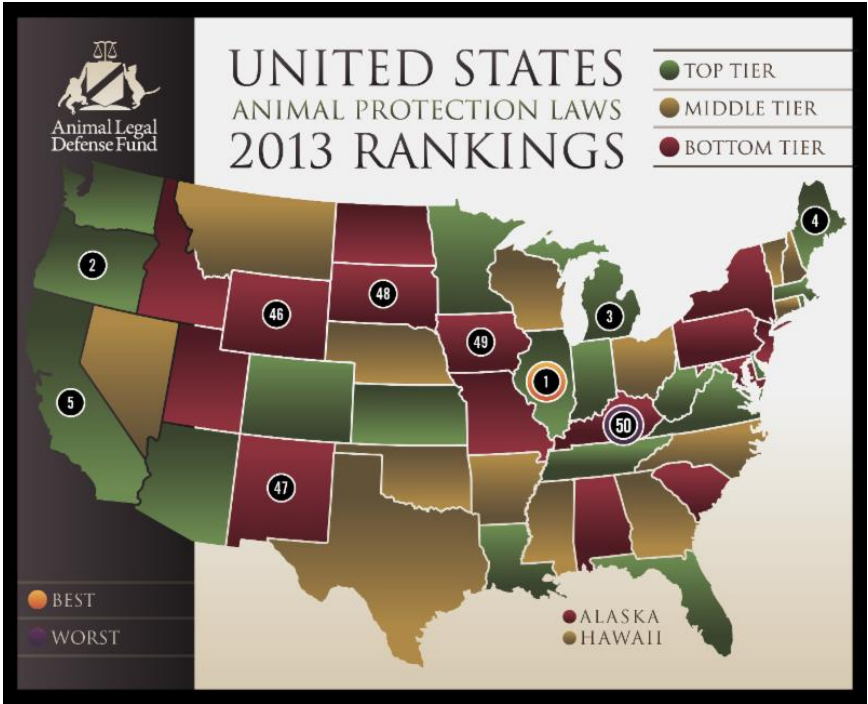 Animal Legal
Defense Fund
UNITED STATES
ANIMAL PROTECTION LAWS
2013 RANKINGS
TOP TIER
MIDDLE TIER
BOTTOM TIER
4
2
48
46
3
49
1
5
50
47
BEST
WORST
ALASKA
HAWAII